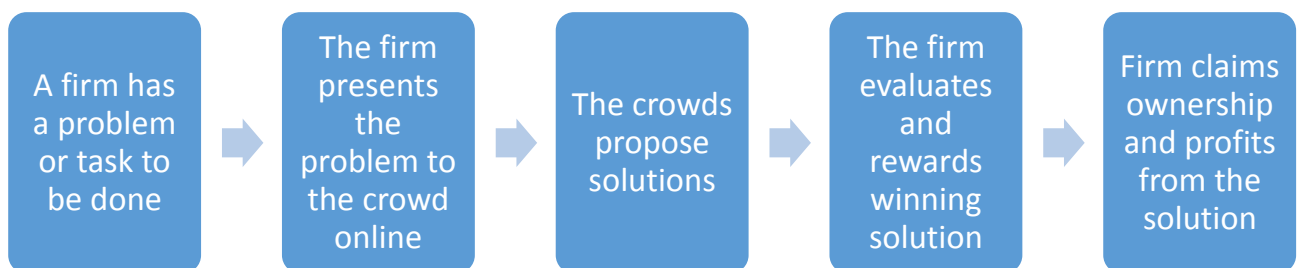 A firm has
a problem
or task to
be done
The firm
presents
the
problem to
the crowd
online
The crowds
propose
solutions
The firm
evaluates
and
rewards
winning
solution
Firm claims
ownership
and profits
from the
solution